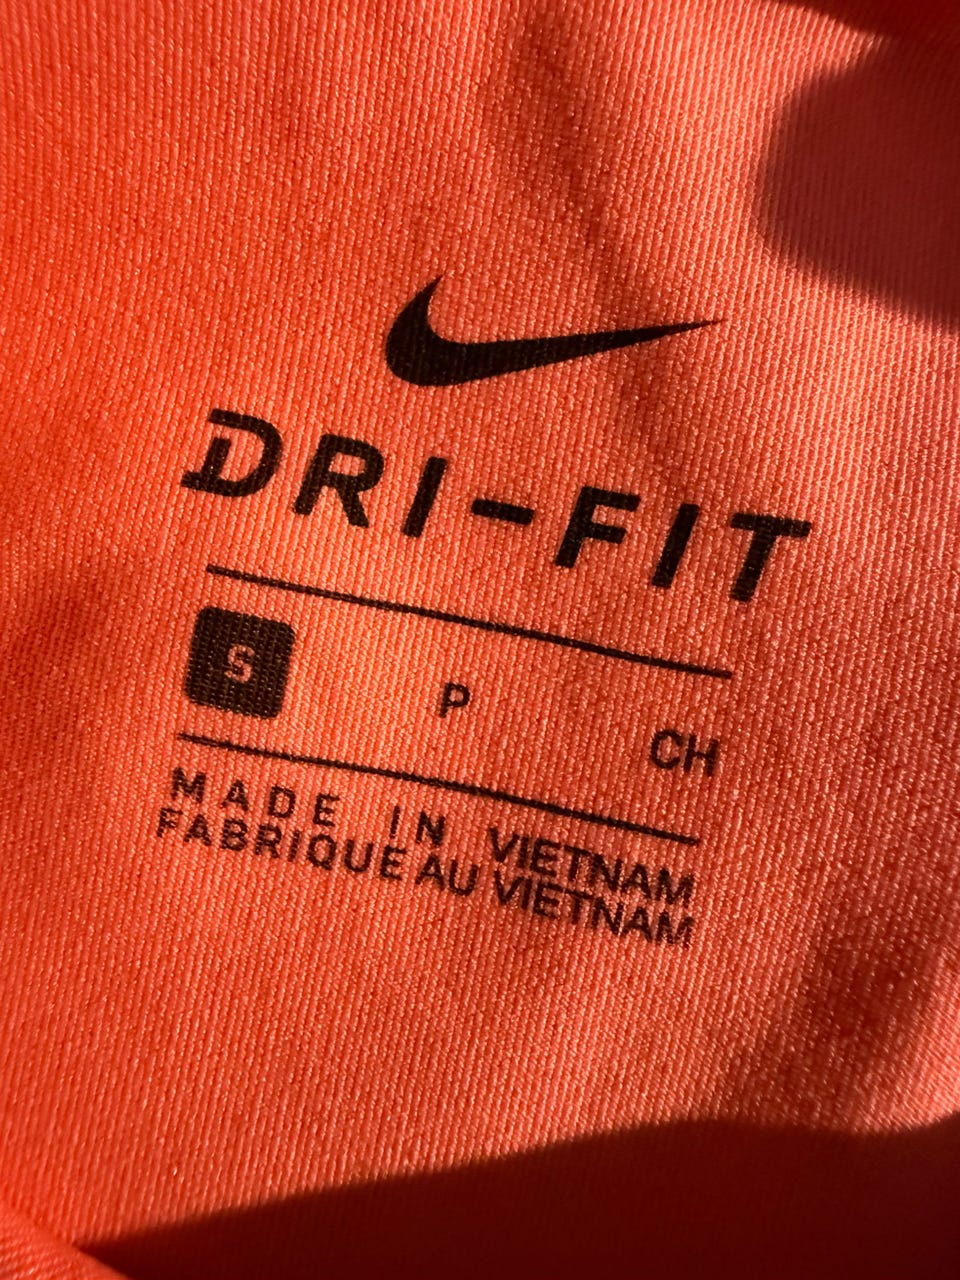 DRI-FIT
S P CH
MADE IN VIETNAM
FABRIQUE AU VIETNAM